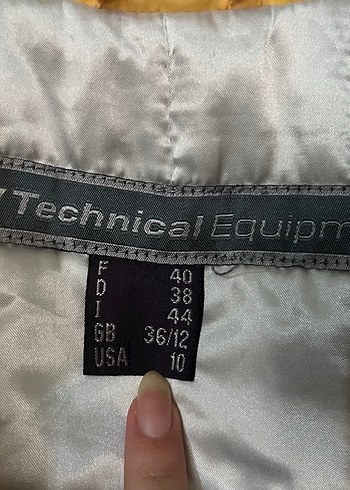 Technical Equipm
F 40
D 38
I 44
GB 36/12
USA 10